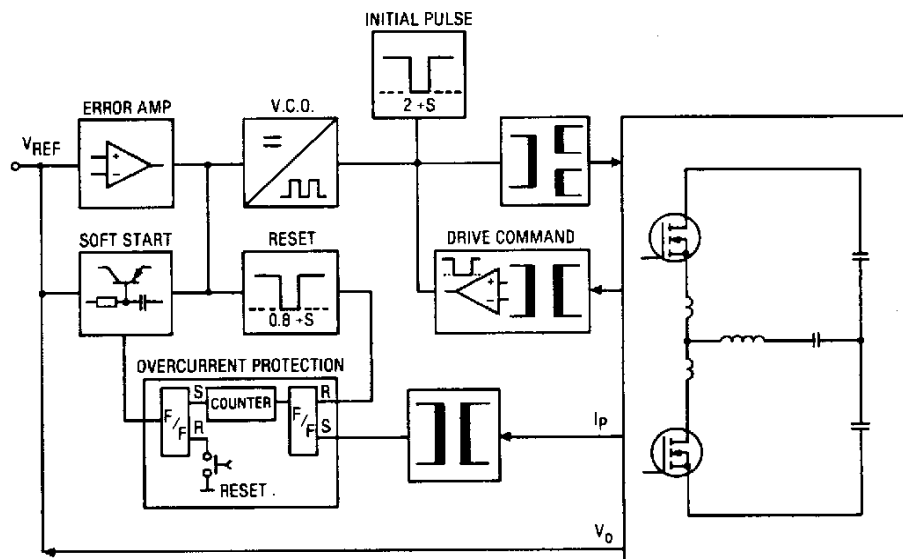 INITIAL PULSE
2 ÷S
ERROR AMP
V.C.O.
VREF
+
−
=
SOFT START
RESET
DRIVE COMMAND
+
−
0.8 ÷S
OVERCURRENT PROTECTION
S
COUNTER
R
F/F
R
F/F
S
RESET.
IP
Vo